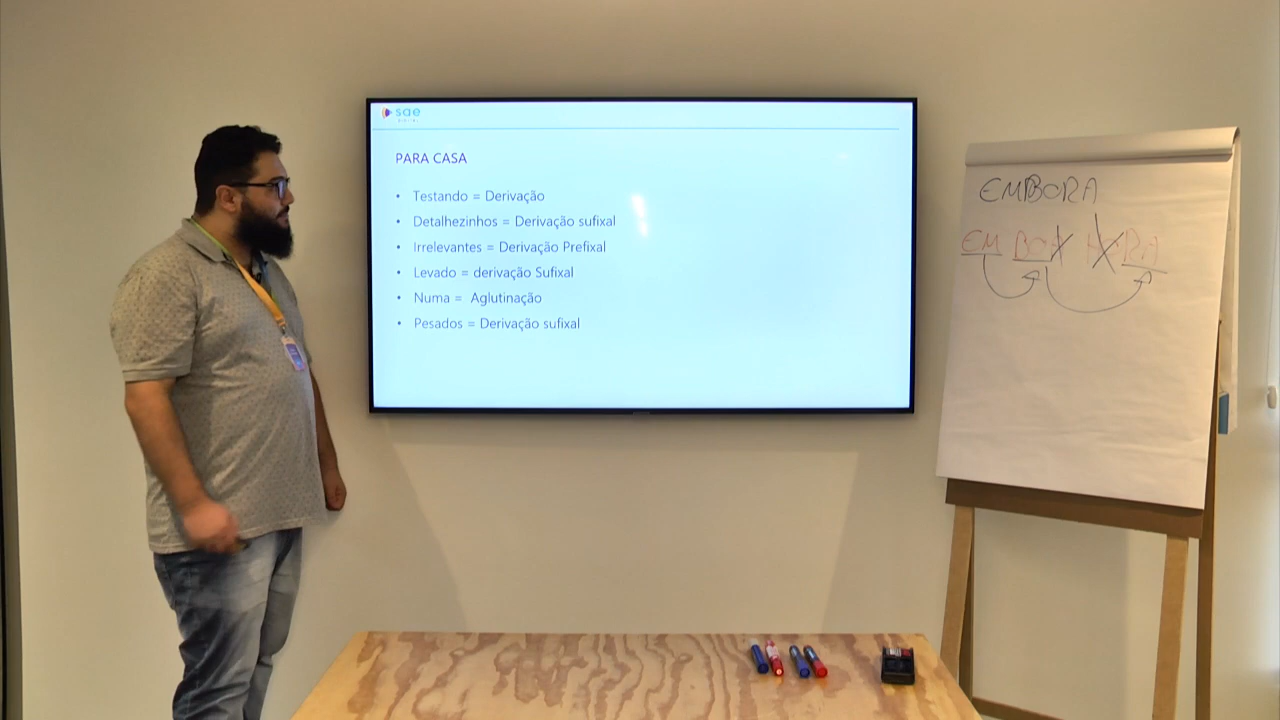 sae
DIGITAL
PARA CASA
• Testando = Derivação
• Detalhezinhos = Derivação sufixal
• Irrelevantes = Derivação Prefixal
• Levado = derivação Sufixal
• Numa = Aglutinação
• Pesados = Derivação sufixal
EMBORA
EM BOA HORA